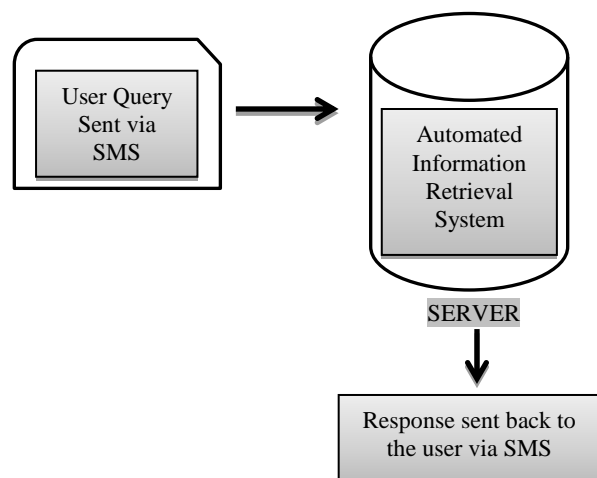 User Query
Sent via
SMS
Automated
Information
Retrieval
System
SERVER
Response sent back to
the user via SMS